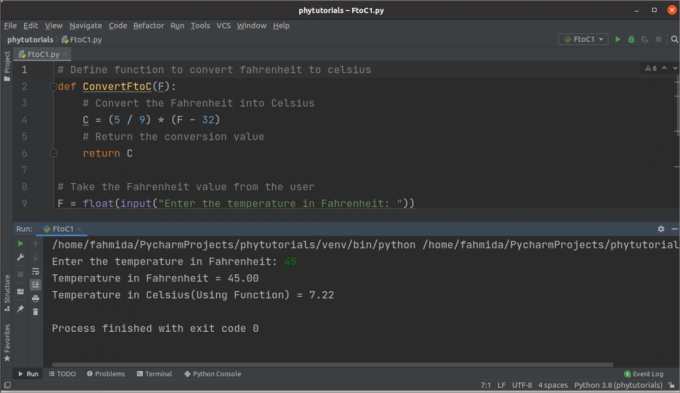 phytutorials – FtoC1.py
File Edit View Navigate Code Refactor Run Tools VCS Window Help
phytutorials FtoC1.py FtoC1
Project
FtoC1.py
1 # Define function to convert fahrenheit to celsius
6
2 def ConvertFtoC(F):
3 # Convert the Fahrenheit into Celsius
4 C = (5 / 9) * (F - 32)
5 # Return the conversion value
6 return C
7
8 # Take the Fahrenheit value from the user
9 F = float(input("Enter the temperature in Fahrenheit: "))
Run: FtoC1
/home/fahmida/PycharmProjects/phytutorials/venv/bin/python /home/fahmida/PycharmProjects/phytutorial
Enter the temperature in Fahrenheit: 45
Temperature in Fahrenheit = 45.00
Temperature in Celsius(Using Function) = 7.22
Process finished with exit code 0
Structure
Favorites
Run TODO Problems Terminal Python Console Event Log
7:1 LF UTF-8 4 spaces Python 3.8 (phytutorials)